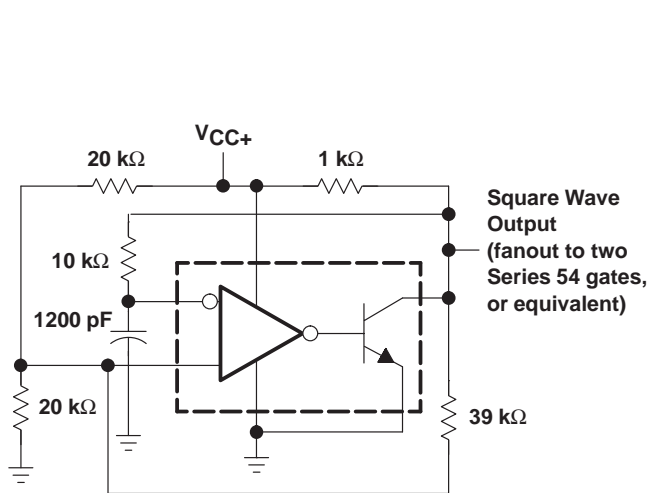 VCC+
20 kΩ
1 kΩ
Square Wave
Output
(fanout to two
Series 54 gates,
or equivalent)
10 kΩ
1200 pF
20 kΩ
39 kΩ